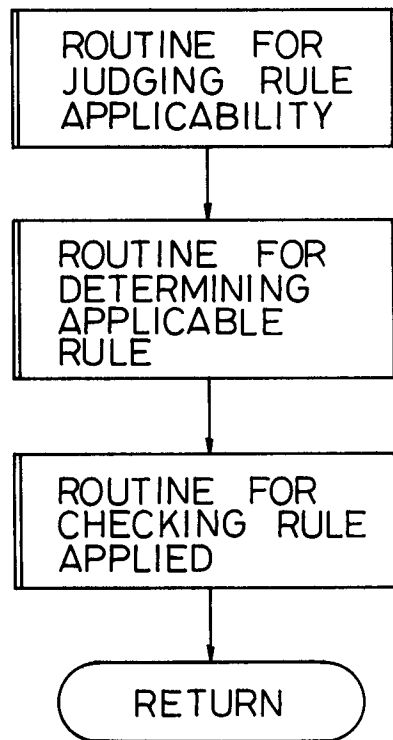 ROUTINE FOR
JUDGING RULE
APPLICABILITY
ROUTINE FOR
DETERMINING
APPLICABLE
RULE
ROUTINE FOR
CHECKING RULE
APPLIED
RETURN